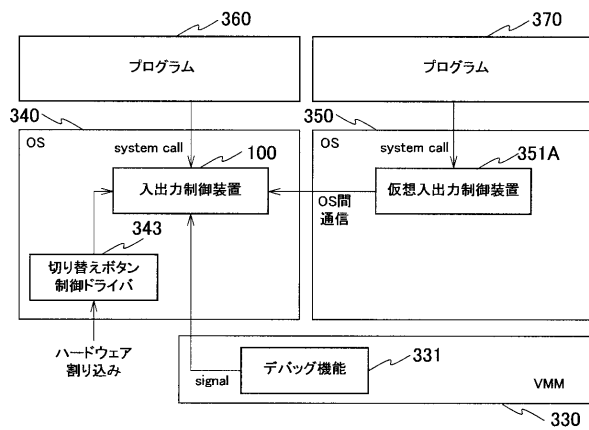 360
370
プログラム
プログラム
340
350
OS
OS
system call
100
system call
351A
入出力制御装置
仮想入出力制御装置
OS間
通信
343
切り替えボタン
制御ドライバ
ハードウェア
割り込み
signal
デバッグ機能
331
VMM
330